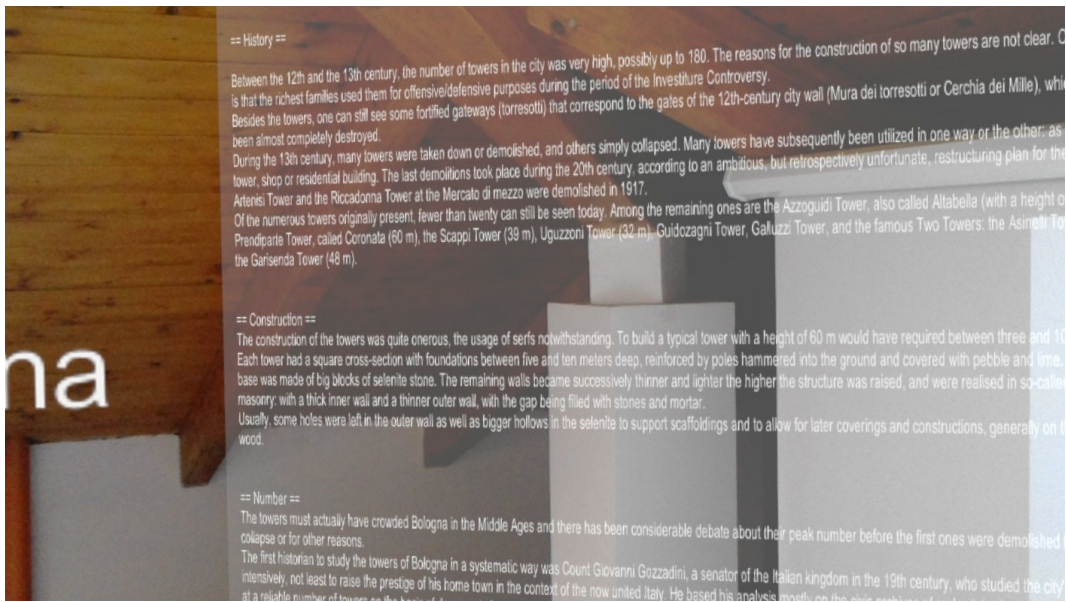 == History ==
Between the 12th and the 13th century, the number of towers in the city was very high, possibly up to 180. The reasons for the construction of so many towers are not clear.
is that the richest families used them for offensive/defensive purposes during the period of the Investiture Controversy.
Besides the towers, one can still see some fortified gateways (torresotti) that correspond to the gates of the 12th-century city wall (Mura dei torresotti or Cerchia dei Mille),
been almost completely destroyed.
During the 13th century, many towers were taken down or demolished, and others simply collapsed. Many towers have subsequently been utilized in one way or the other: as
tower, shop or residential building. The last demolitions took place during the 20th century, according to an ambitious, but retrospectively unfortunate, restructuring plan for the
Artenisi Tower and the Riccadonna Tower at the Mercato di mezzo were demolished in 1917.
Of the numerous towers originally present, fewer than twenty can still be seen today. Among the remaining ones are the Azzoguidi Tower, also called Altabella (with a height
Prendiparte Tower, called Coronata (60 m), the Scappi Tower (39 m), Uguzzoni Tower (32 m), Guidozagni Tower, Galluzzi Tower, and the famous Two Towers: the Asinelli
the Garisenda Tower (48 m).
== Construction ==
The construction of the towers was quite onerous, the usage of serfs notwithstanding. To build a typical tower with a height of 60 m would have required between three and
Each tower had a square cross-section with foundations between five and ten meters deep, reinforced by poles hammered into the ground and covered with pebble and lime.
base was made of big blocks of selenite stone. The remaining walls became successively thinner and lighter the higher the structure was raised, and were realised in
masonry: with a thick inner wall and a thinner outer wall, with the gap being filled with stones and mortar.
Usually, some holes were left in the outer wall as well as bigger hollows in the selenite to support scaffoldings and to allow for later coverings and constructions, generally on
wood.
na
== Number ==
The towers must actually have crowded Bologna in the Middle Ages and there has been considerable debate about their peak number before the first ones were demolished
collapse or for other reasons.
The first historian to study the towers of Bologna in a systematic way was Count Giovanni Gozzadini, a senator of the Italian kingdom in the 19th century, who studied the
intensively, not least to raise the prestige of his home town in the context of the now united Italy. He based his analysis mostly on the civic archives of
at a reliable number of towers on the basis of